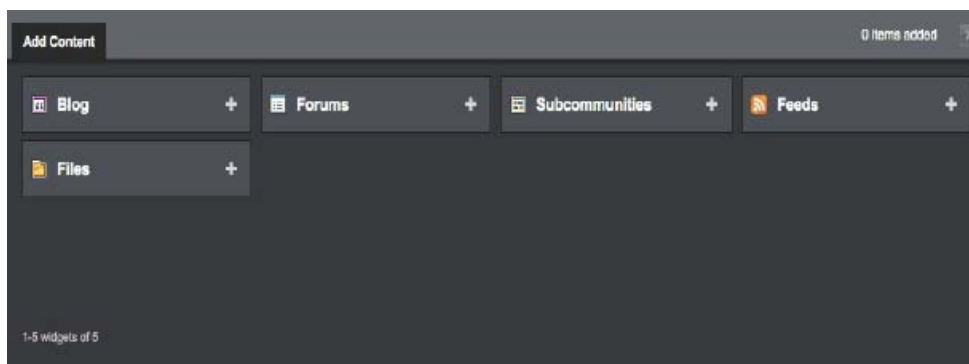 Add Content
0 items added
Blog + Forums + Subcommunities + Feeds +
Files +
1-5 widgets of 5